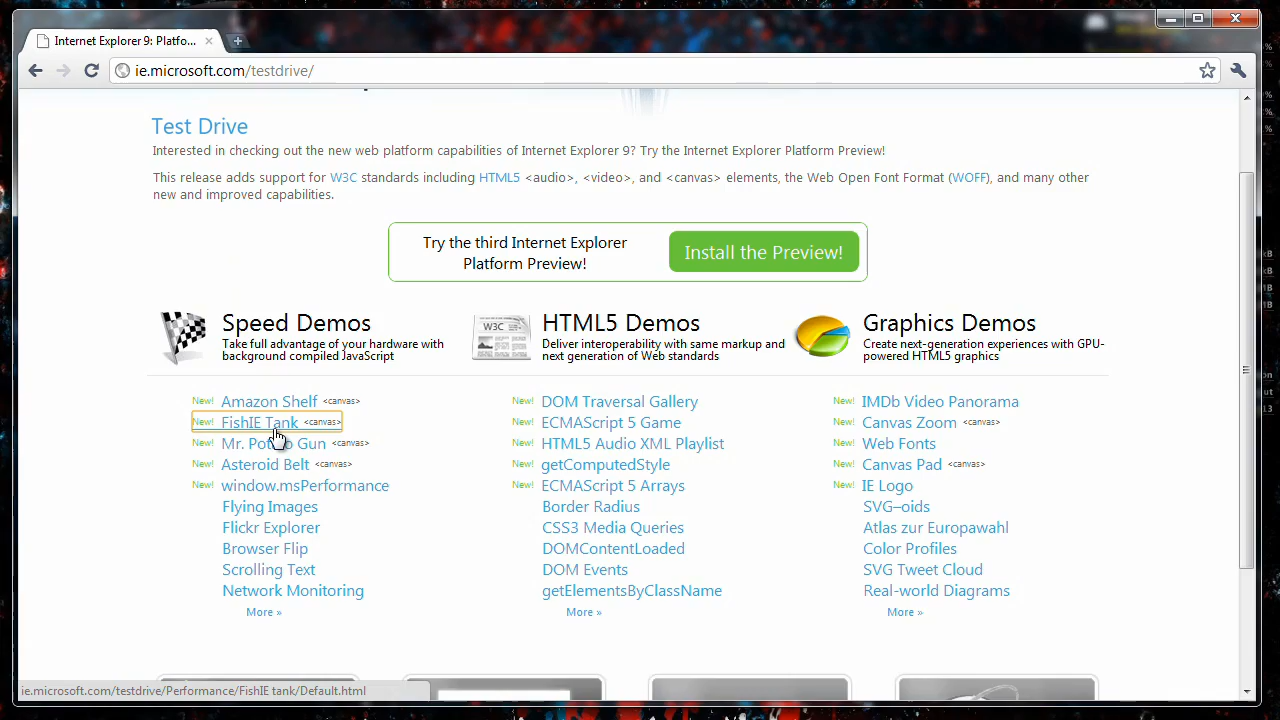 Internet Explorer 9: Platfo...
ie.microsoft.com/testdrive/
Test Drive
Interested in checking out the new web platform capabilities of Internet Explorer 9? Try the Internet Explorer Platform Preview!
This release adds support for W3C standards including HTML5 <audio>, <video>, and <canvas> elements, the Web Open Font Format (WOFF), and many other
new and improved capabilities.
Try the third Internet Explorer
Platform Preview!
Install the Preview!
Speed Demos
Take full advantage of your hardware with
background compiled JavaScript
W3C
HTML5 Demos
Deliver interoperability with same markup and
next generation of Web standards
Graphics Demos
Create next-generation experiences with GPU-
powered HTML5 graphics
New! Amazon Shelf <canvas>
New! FishIE Tank <canvas>
New! Mr. Potato Gun <canvas>
New! Asteroid Belt <canvas>
New! window.msPerformance
Flying Images
Flickr Explorer
Browser Flip
Scrolling Text
Network Monitoring
More »
New! DOM Traversal Gallery
New! ECMAScript 5 Game
New! HTML5 Audio XML Playlist
New! getComputedStyle
New! ECMAScript 5 Arrays
Border Radius
CSS3 Media Queries
DOMContentLoaded
DOM Events
getElementsByClassName
More »
New! IMDb Video Panorama
New! Canvas Zoom <canvas>
New! Web Fonts
New! Canvas Pad <canvas>
New! IE Logo
SVG-oids
Atlas zur Europawahl
Color Profiles
SVG Tweet Cloud
Real-world Diagrams
More »
ie.microsoft.com/testdrive/Performance/FishIE tank/Default.html